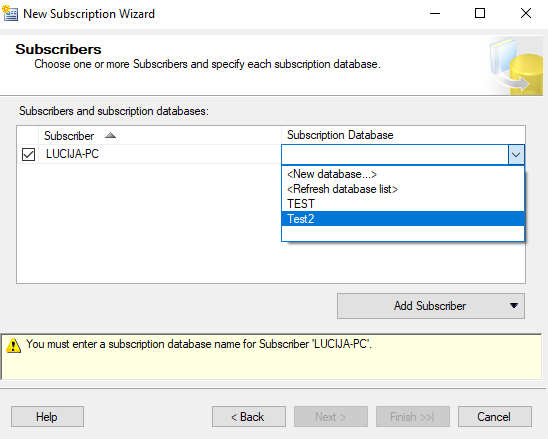 New Subscription Wizard
Subscribers
Choose one or more Subscribers and specify each subscription database.
Subscribers and subscription databases:
Subscriber Subscription Database
LUCIJA-PC
<New database...>
<Refresh database list>
TEST
Test2
Add Subscriber
You must enter a subscription database name for Subscriber 'LUCIJA-PC'.
Help < Back Next > Finish >>| Cancel